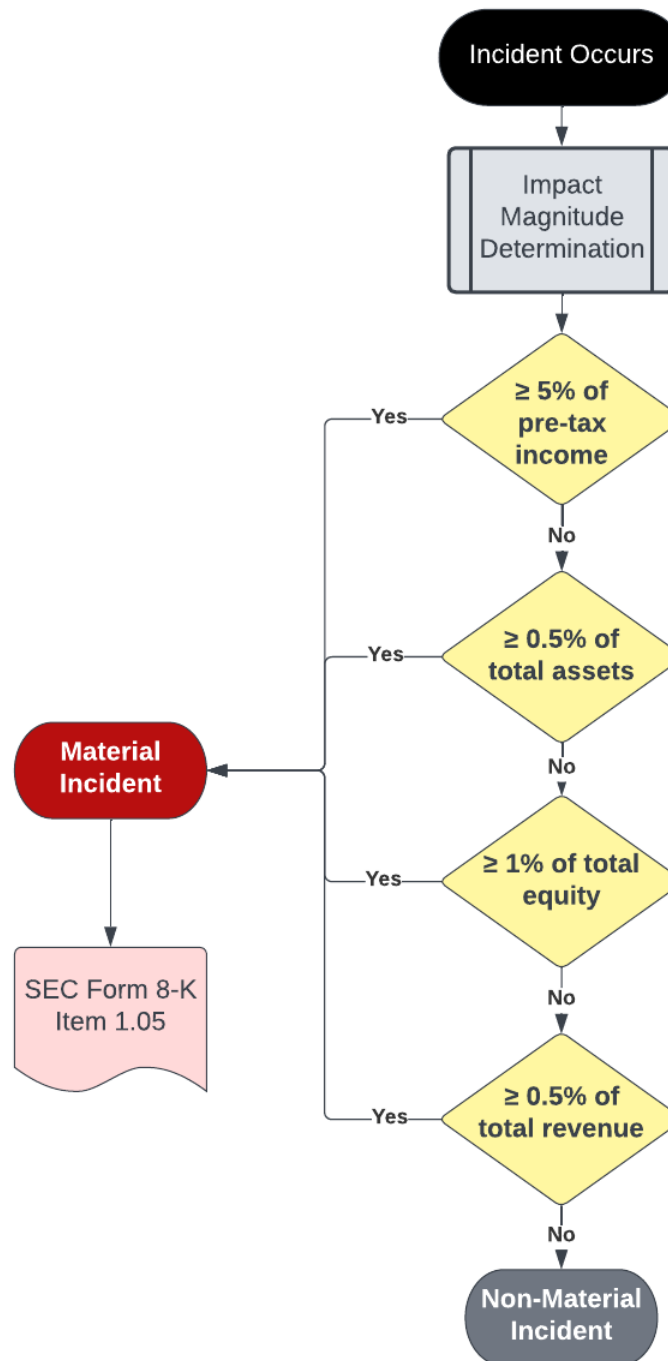 Incident Occurs
Impact
Magnitude
Determination
≥ 5% of
pre-tax
income
Yes
No
≥ 0.5% of
total assets
Yes
No
Material
Incident
≥ 1% of total
equity
Yes
No
SEC Form 8-K
Item 1.05
≥ 0.5% of
total revenue
Yes
No
Non-Material
Incident